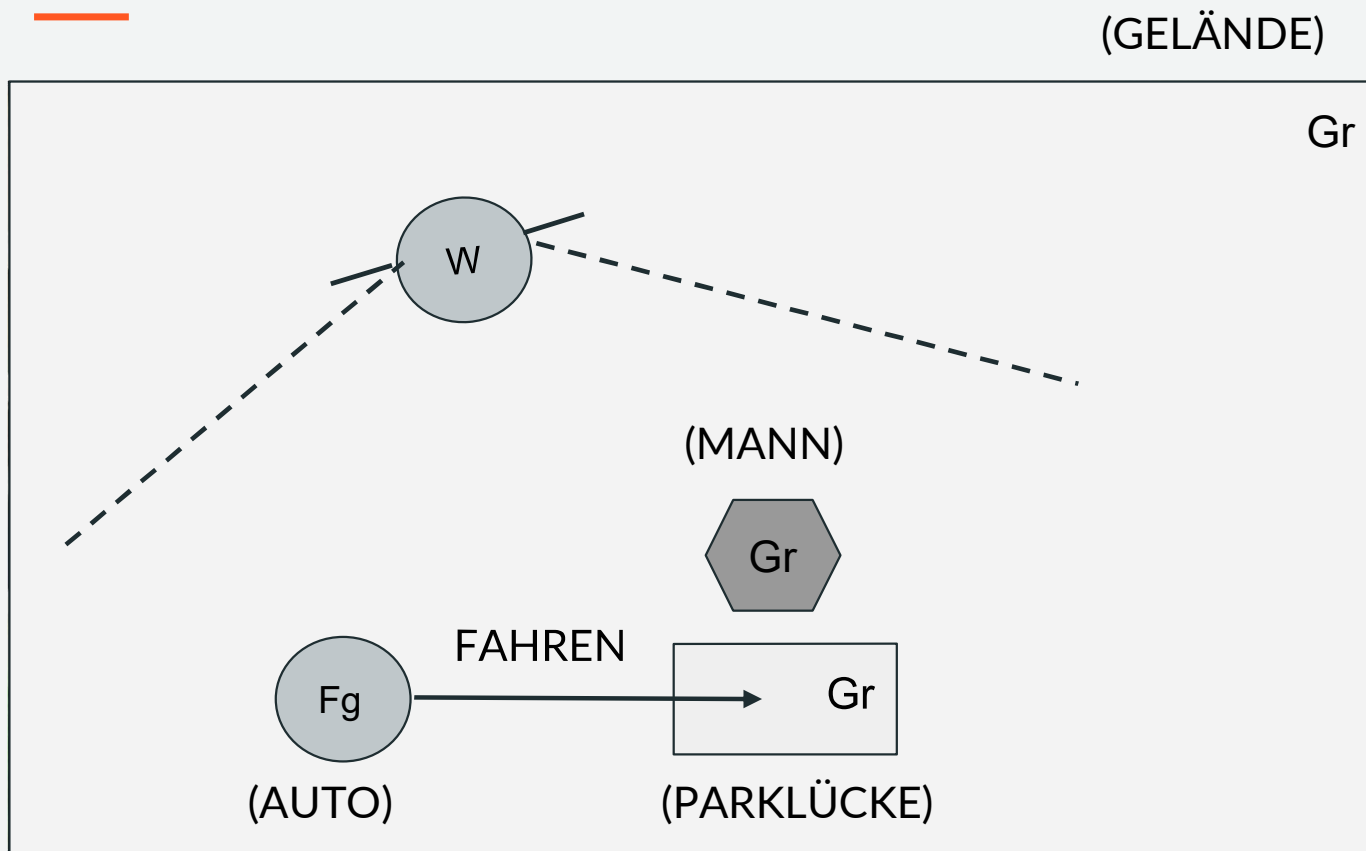 (GELÄNDE)
Gr
W
(MANN)
Gr
FAHREN
Fg
Gr
(AUTO)
(PARKLÜCKE)